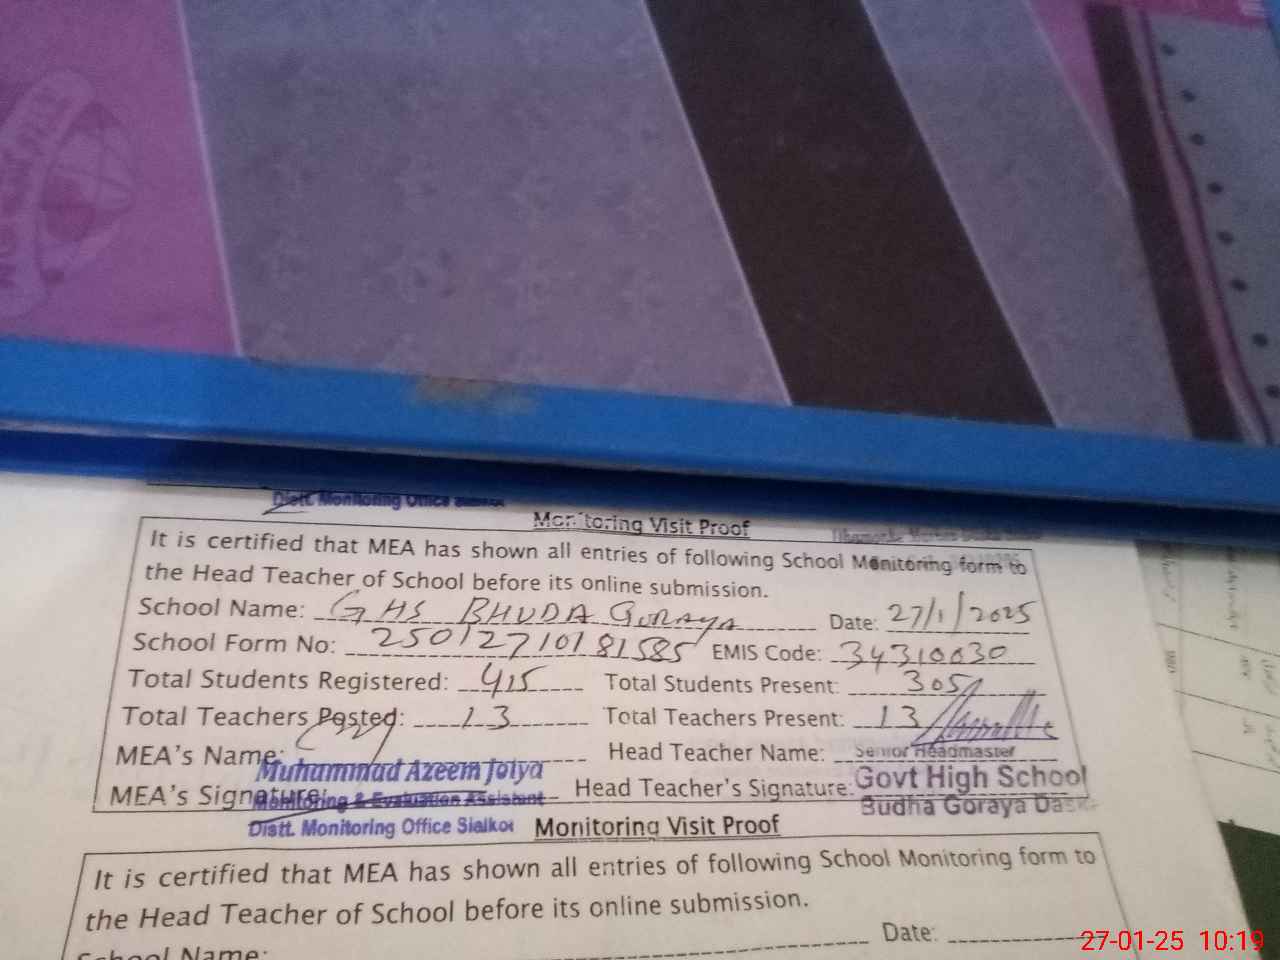 Distt. Monitoring Office
Monitoring Visit Proof
It is certified that MEA has shown all entries of following School Monitoring form to
the Head Teacher of School before its online submission.
School Name: GHS BHUDA GORAYA Date: 27/1/2025
School Form No: 25012710181585 EMIS Code: 34310030
Total Students Registered: 415 Total Students Present: 305
Total Teachers Posted: 13 Total Teachers Present: 13
MEA's Name: Head Teacher Name: Senior Headmaster
Muhammad Azeem Joiya
MEA's Signature: Head Teacher's Signature: Govt High School
Monitoring & Evaluation Assistant Budha Goraya
Distt. Monitoring Office Sialkot Monitoring Visit Proof
It is certified that MEA has shown all entries of following School Monitoring form to
the Head Teacher of School before its online submission.
School Name: Date:
27-01-25 10:19